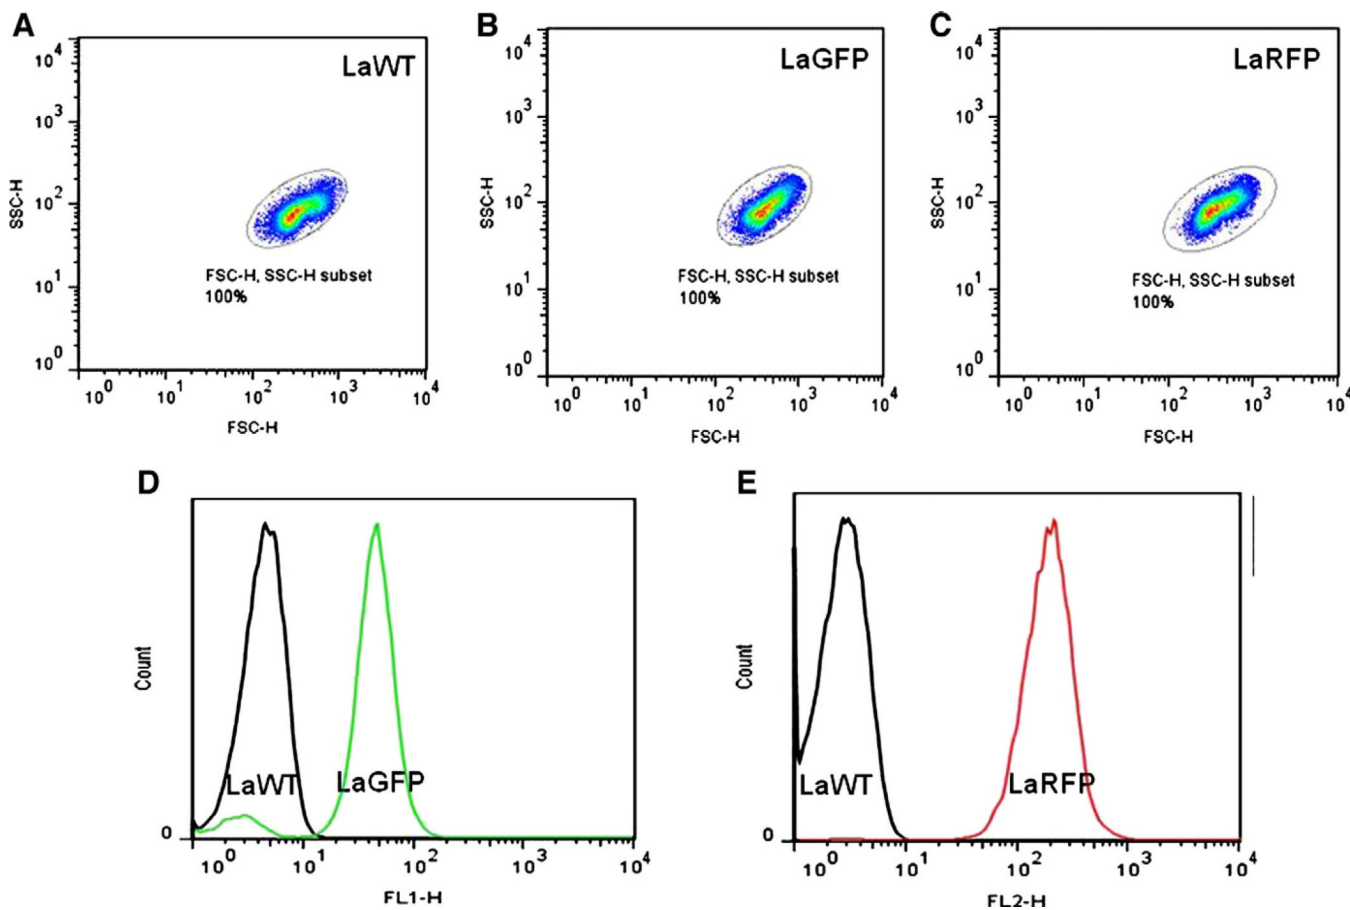 A
LaWT
10^4
10^3
10^2
10^1
10^0
SSC-H
FSC-H, SSC-H subset
100%
10^0 10^1 10^2 10^3 10^4
FSC-H
B
LaGFP
10^4
10^3
10^2
10^1
10^0
SSC-H
FSC-H, SSC-H subset
100%
10^0 10^1 10^2 10^3 10^4
FSC-H
C
LaRFP
10^4
10^3
10^2
10^1
10^0
SSC-H
FSC-H, SSC-H subset
100%
10^0 10^1 10^2 10^3 10^4
FSC-H
D
Count
LaWT LaGFP
0
10^0 10^1 10^2 10^3 10^4
FL1-H
E
Count
LaWT LaRFP
0
10^0 10^1 10^2 10^3 10^4
FL2-H